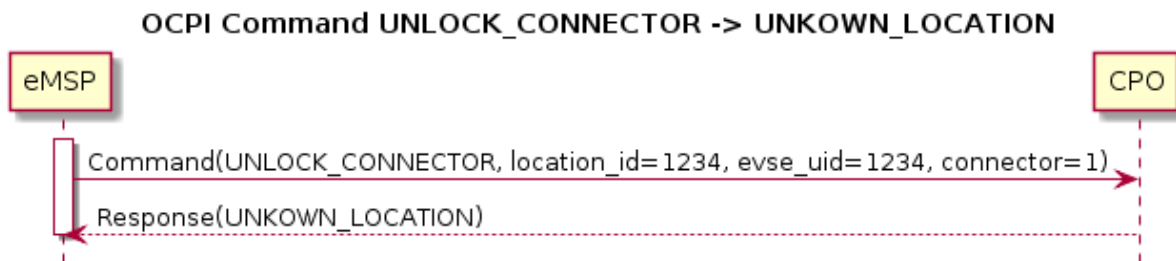 OCPI Command UNLOCK_CONNECTOR -> UNKOWN_LOCATION
eMSP
CPO
Command(UNLOCK_CONNECTOR, location_id=1234, evse_uid=1234, connector=1)
Response(UNKOWN_LOCATION)